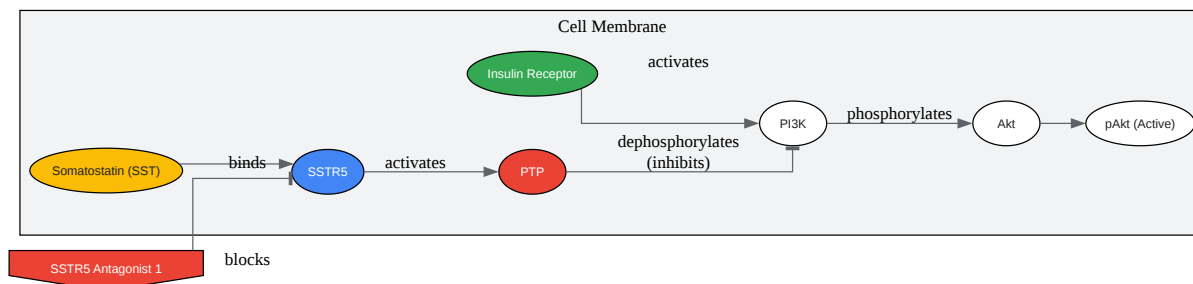 Cell Membrane
Insulin Receptor
activates
PI3K
phosphorylates
Akt
pAkt (Active)
dephosphorylates
(inhibits)
Somatostatin (SST)
binds
SSTR5
activates
PTP
SSTR5 Antagonist 1
blocks